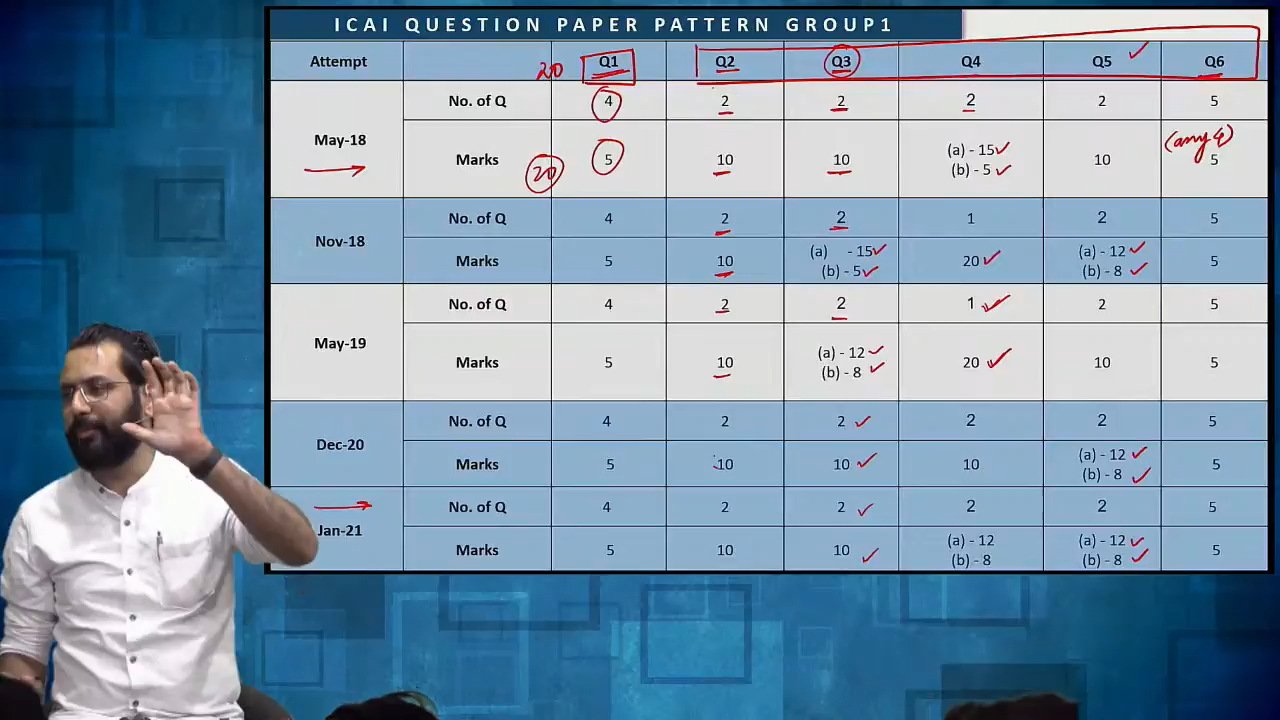 ICAI QUESTION PAPER PATTERN GROUP1
Attempt Q1 Q2 Q3 Q4 Q5 Q6
20
May-18 No. of Q 4 2 2 2 2 5
Marks 5 10 10 (a) - 15 (b) - 5 10 5
20
(any 4)
Nov-18 No. of Q 4 2 2 1 2 5
Marks 5 10 (a) - 15 (b) - 5 20 (a) - 12 (b) - 8 5
May-19 No. of Q 4 2 2 1 2 5
Marks 5 10 (a) - 12 (b) - 8 20 10 5
Dec-20 No. of Q 4 2 2 2 2 5
Marks 5 10 10 10 (a) - 12 (b) - 8 5
Jan-21 No. of Q 4 2 2 2 2 5
Marks 5 10 10 (a) - 12 (b) - 8 (a) - 12 (b) - 8 5